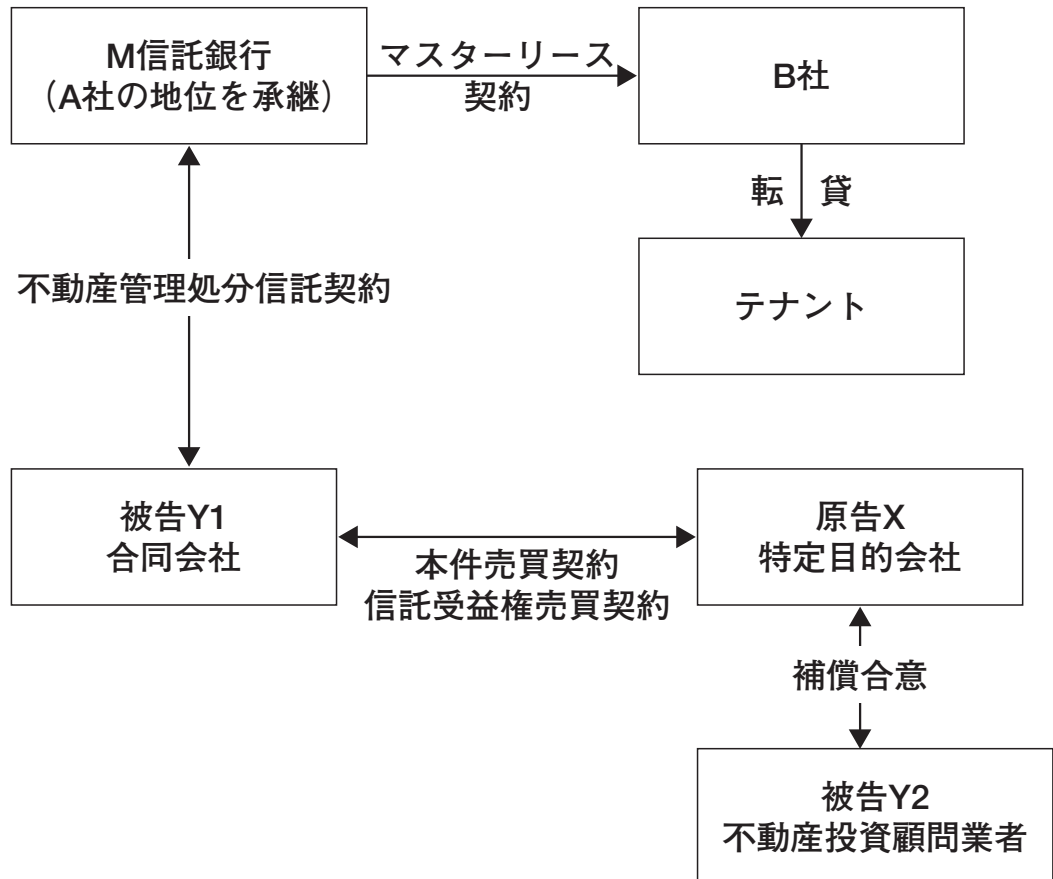 M信託銀行
（A社の地位を承継）
マスターリース
契約
B社
転 貸
テナント
不動産管理処分信託契約
被告Y1
合同会社
本件売買契約
信託受益権売買契約
原告X
特定目的会社
補償合意
被告Y2
不動産投資顧問業者